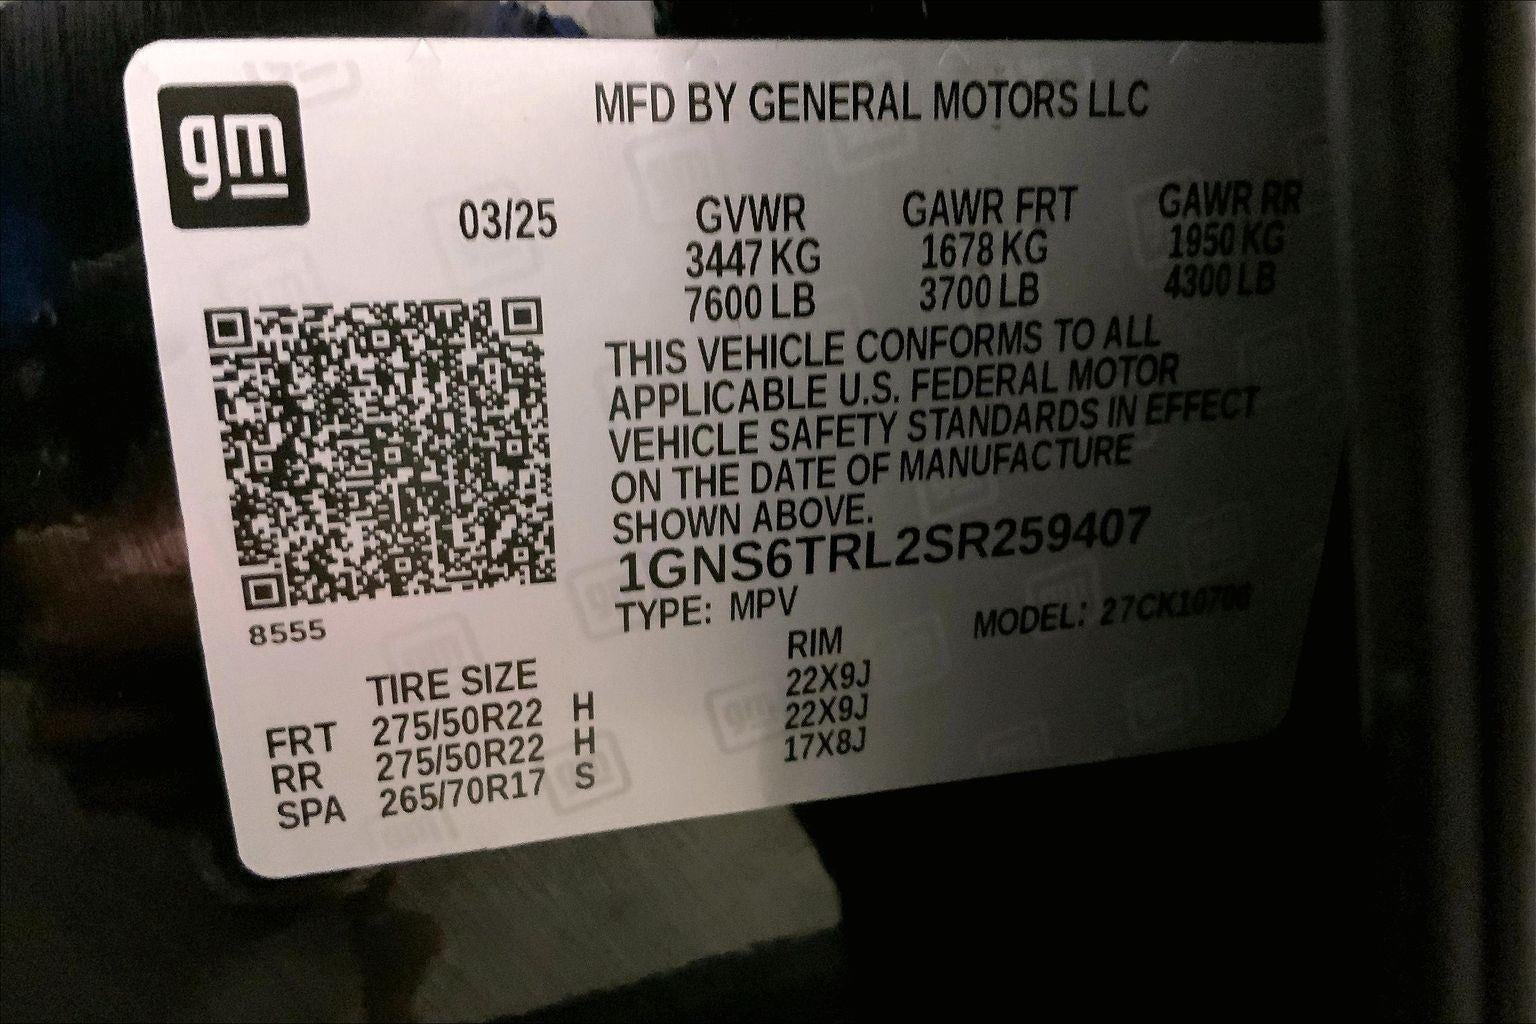 gm
MFD BY GENERAL MOTORS LLC
03/25
GVWR GAWR FRT GAWR RR
3447 KG 1678 KG 1950 KG
7600 LB 3700 LB 4300 LB
THIS VEHICLE CONFORMS TO ALL
APPLICABLE U.S. FEDERAL MOTOR
VEHICLE SAFETY STANDARDS IN EFFECT
ON THE DATE OF MANUFACTURE
SHOWN ABOVE.
1GNS6TRL2SR259407
TYPE: MPV MODEL: 27CK10706
8555
TIRE SIZE RIM
FRT 275/50R22 H 22X9J
RR 275/50R22 H 22X9J
SPA 265/70R17 S 17X8J